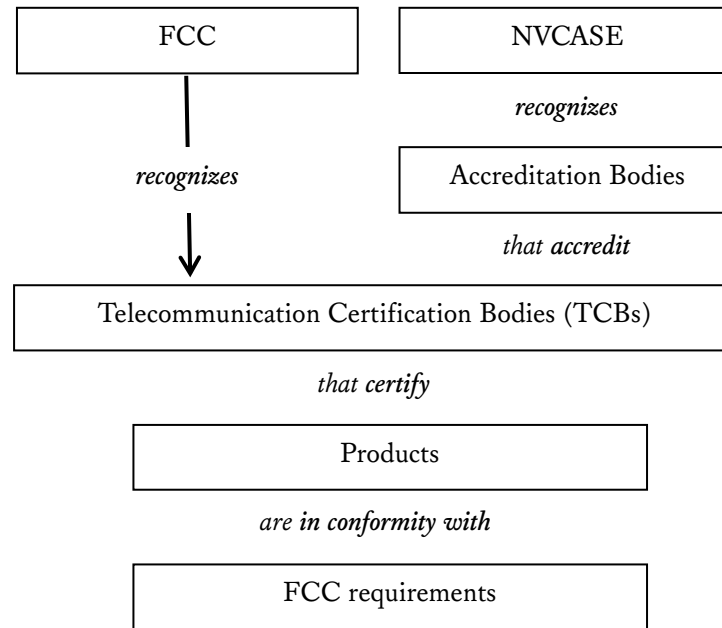 FCC
NVCASE
recognizes
recognizes
Accreditation Bodies
that accredit
Telecommunication Certification Bodies (TCBs)
that certify
Products
are in conformity with
FCC requirements